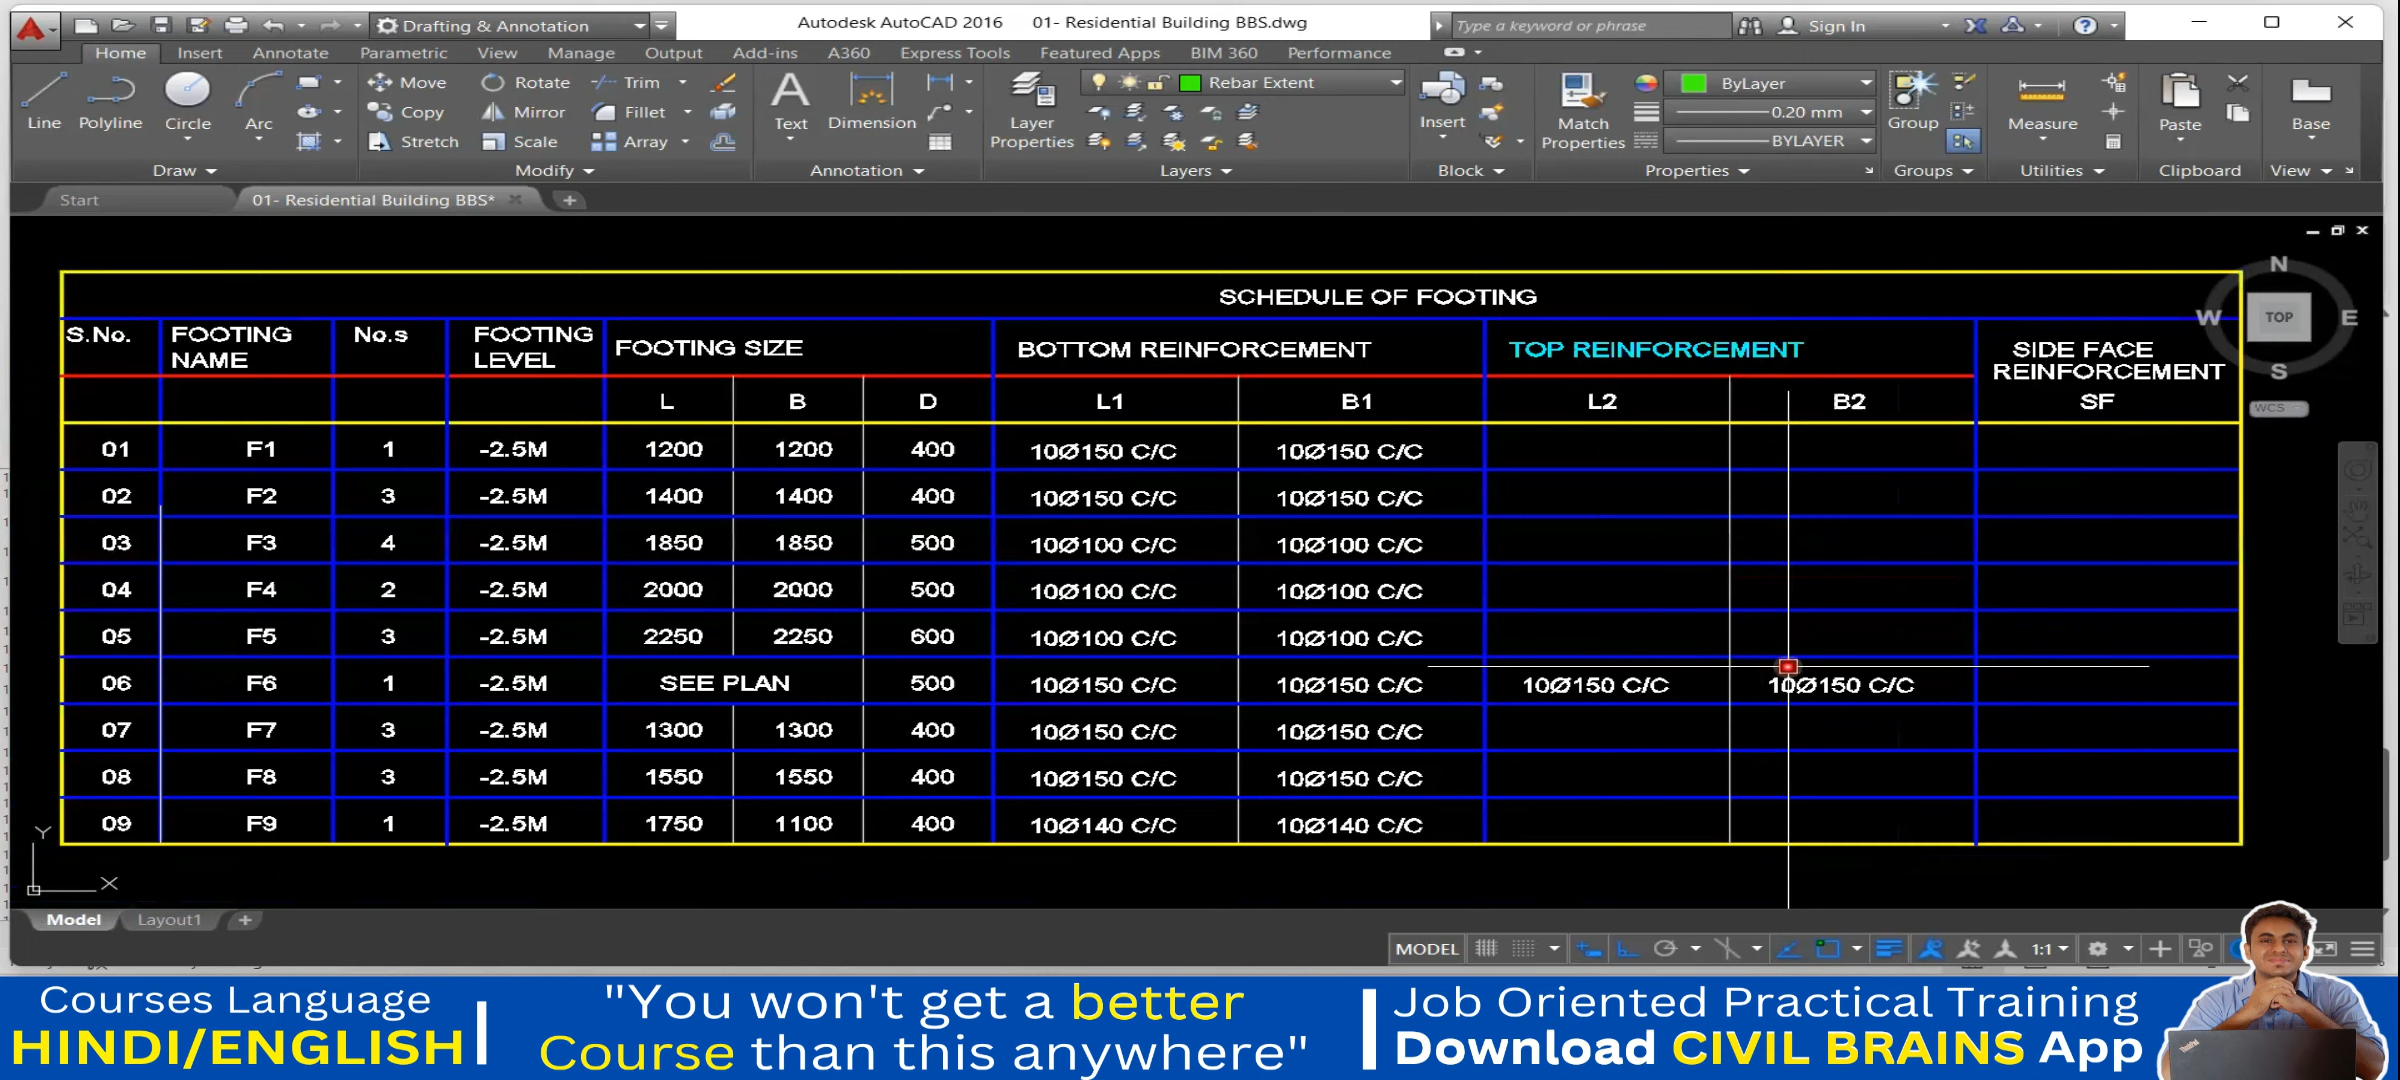 Drafting & Annotation
Autodesk AutoCAD 2016 01- Residential Building BBS.dwg
Type a keyword or phrase
Sign In
Home Insert Annotate Parametric View Manage Output Add-ins A360 Express Tools Featured Apps BIM 360 Performance
Line Polyline Circle Arc
Move Rotate Trim
Copy Mirror Fillet
Stretch Scale Array
Text Dimension
Layer Properties
Rebar Extent
Insert
Match Properties
ByLayer
0.20 mm
BYLAYER
Group Measure Paste Base
Draw Modify Annotation Layers Block Properties Groups Utilities Clipboard View
Start 01- Residential Building BBS*
SCHEDULE OF FOOTING
S.No. FOOTING NAME No.s FOOTING LEVEL FOOTING SIZE BOTTOM REINFORCEMENT TOP REINFORCEMENT SIDE FACE REINFORCEMENT
L B D L1 B1 L2 B2 SF
01 F1 1 -2.5M 1200 1200 400 10Ø150 C/C 10Ø150 C/C
02 F2 3 -2.5M 1400 1400 400 10Ø150 C/C 10Ø150 C/C
03 F3 4 -2.5M 1850 1850 500 10Ø100 C/C 10Ø100 C/C
04 F4 2 -2.5M 2000 2000 500 10Ø100 C/C 10Ø100 C/C
05 F5 3 -2.5M 2250 2250 600 10Ø100 C/C 10Ø100 C/C
06 F6 1 -2.5M SEE PLAN 500 10Ø150 C/C 10Ø150 C/C 10Ø150 C/C 10Ø150 C/C
07 F7 3 -2.5M 1300 1300 400 10Ø150 C/C 10Ø150 C/C
08 F8 3 -2.5M 1550 1550 400 10Ø150 C/C 10Ø150 C/C
09 F9 1 -2.5M 1750 1100 400 10Ø140 C/C 10Ø140 C/C
N
W TOP E
S
WCS
Y
X
Model Layout1
MODEL 1:1
Courses Language
HINDI/ENGLISH
"You won't get a better
Course than this anywhere"
Job Oriented Practical Training
Download CIVIL BRAINS App